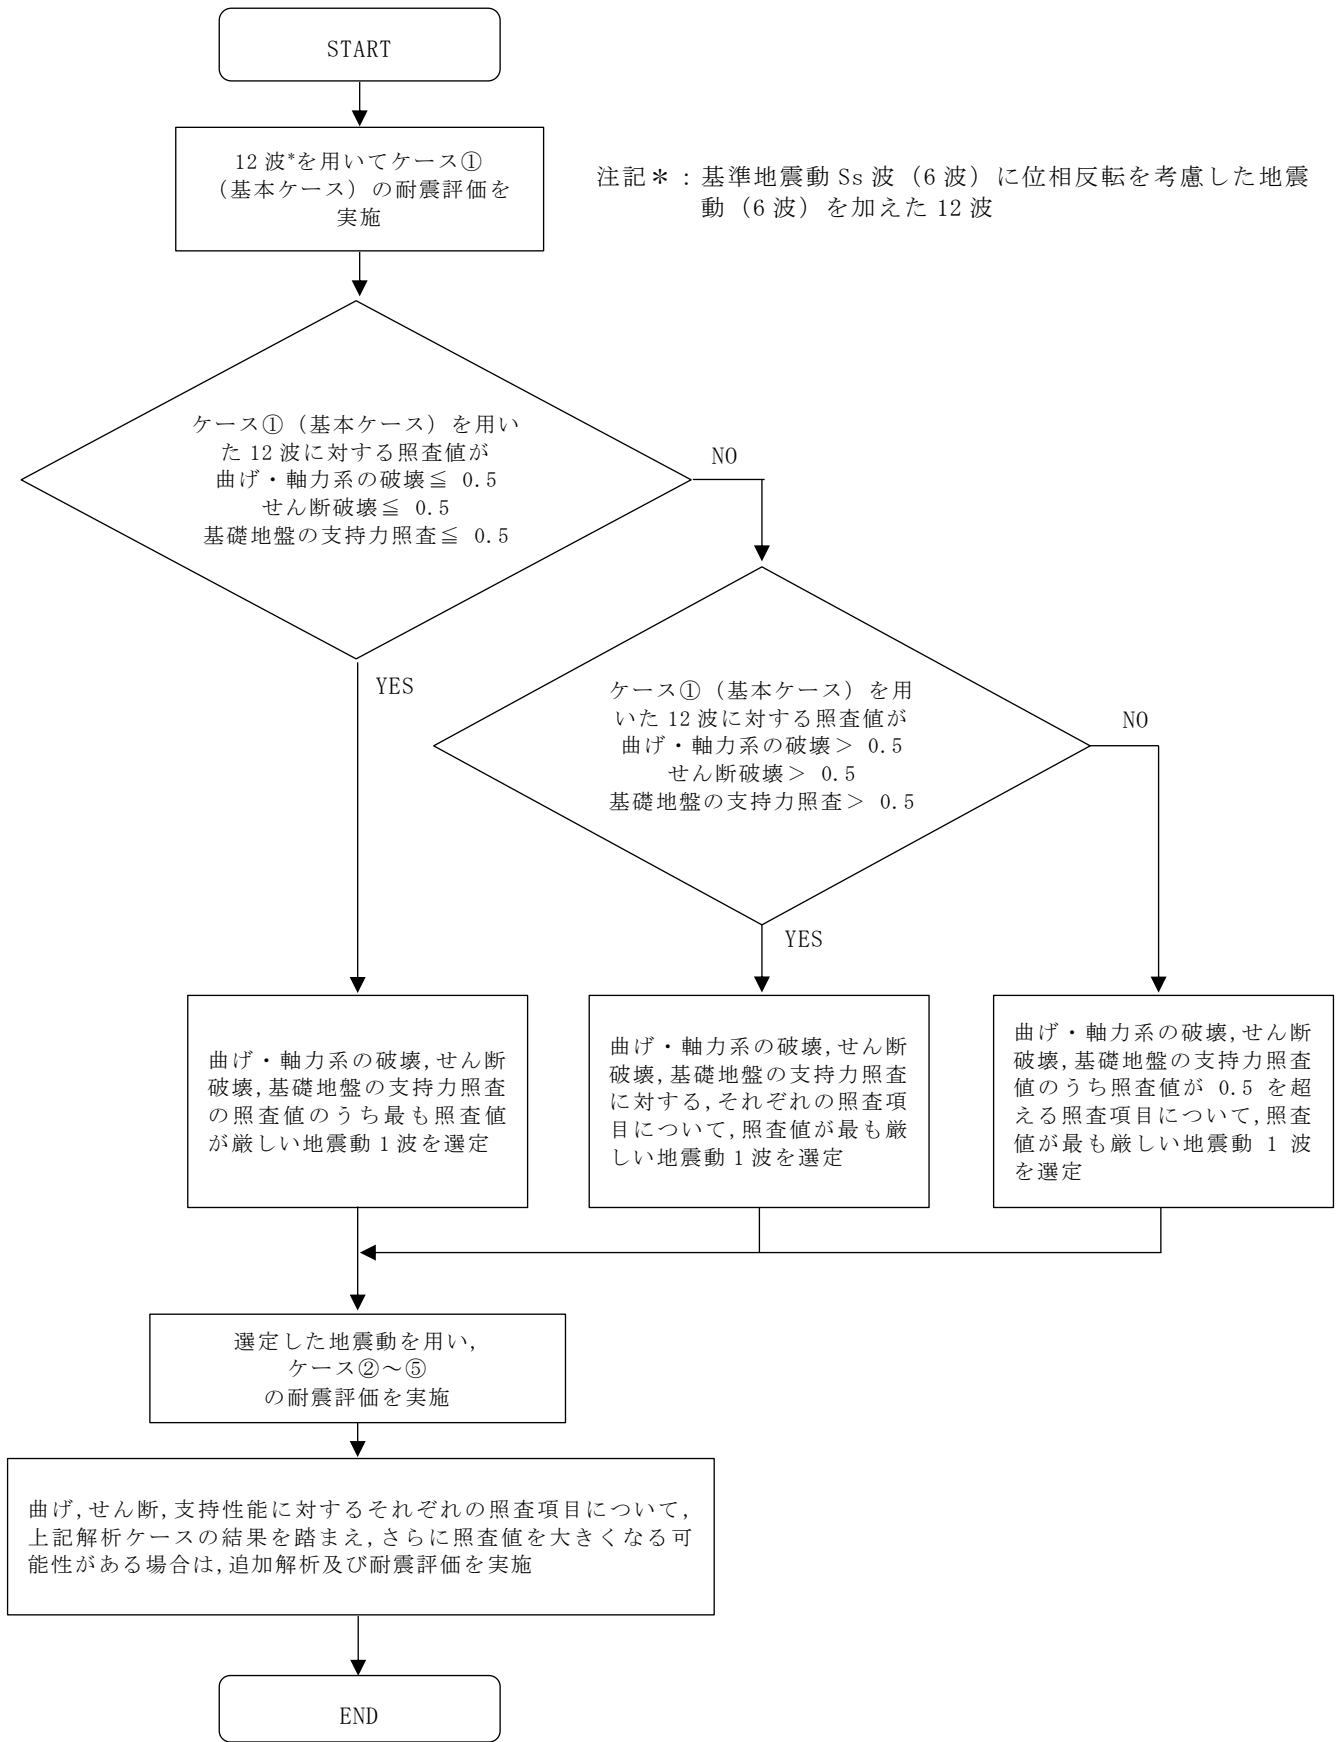 START
12 波*を用いてケース①
（基本ケース）の耐震評価を
実施
注記＊：基準地震動 Ss 波（6 波）に位相反転を考慮した地震
動（6 波）を加えた 12 波
ケース①（基本ケース）を用い
た 12 波に対する照査値が
曲げ・軸力系の破壊≦ 0.5
せん断破壊≦ 0.5
基礎地盤の支持力照査≦ 0.5
NO
YES
ケース①（基本ケース）を用
いた 12 波に対する照査値が
曲げ・軸力系の破壊＞ 0.5
せん断破壊＞ 0.5
基礎地盤の支持力照査＞ 0.5
NO
YES
曲げ・軸力系の破壊,せん断
破壊,基礎地盤の支持力照査
の照査値のうち最も照査値
が厳しい地震動 1 波を選定
曲げ・軸力系の破壊,せん断
破壊,基礎地盤の支持力照査
に対する,それぞれの照査項
目について,照査値が最も厳
しい地震動 1 波を選定
曲げ・軸力系の破壊,せん断
破壊,基礎地盤の支持力照査
値のうち照査値が 0.5 を超
える照査項目について,照査
値が最も厳しい地震動 1 波
を選定
選定した地震動を用い,
ケース②～⑤
の耐震評価を実施
曲げ,せん断,支持性能に対するそれぞれの照査項目について,
上記解析ケースの結果を踏まえ,さらに照査値を大きくなる可
能性がある場合は,追加解析及び耐震評価を実施
END